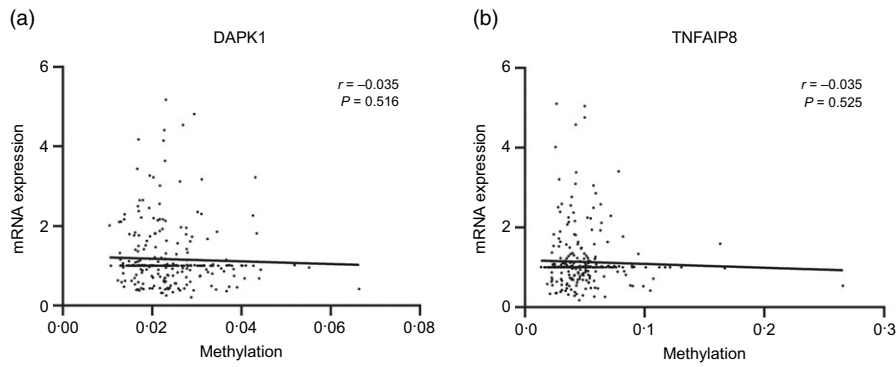 (a)
DAPK1
r = –0.035
P = 0.516
mRNA expression
6
4
2
0
0·00
0·02
0·04
0·06
0·08
Methylation
(b)
TNFAIP8
r = –0.035
P = 0.525
mRNA expression
6
4
2
0
0·0
0·1
0·2
0·3
Methylation